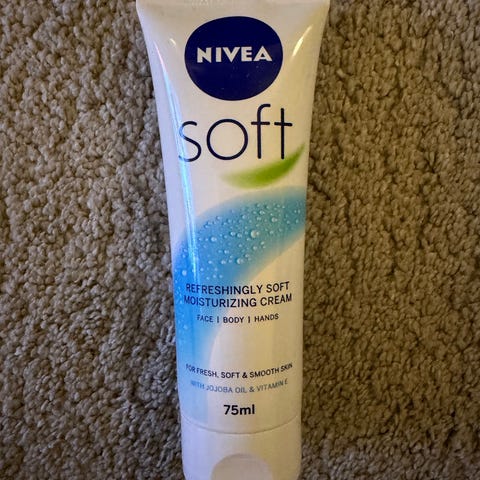 NIVEA
soft
REFRESHINGLY SOFT
MOISTURIZING CREAM
FACE | BODY | HANDS
FOR FRESH, SOFT & SMOOTH SKIN
WITH JOJOBA OIL & VITAMIN E
75ml